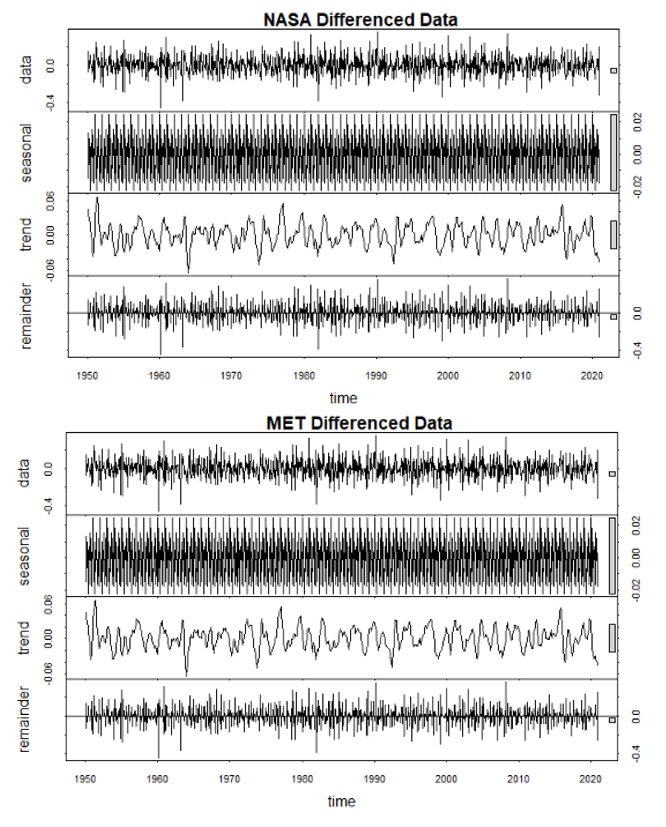 NASA Differenced Data
data
0.0
-0.4
seasonal
0.02
0.00
-0.02
trend
0.06
0.00
-0.06
remainder
0.0
-0.4
1950 1960 1970 1980 1990 2000 2010 2020
time
MET Differenced Data
data
0.0
-0.4
seasonal
0.02
0.00
-0.02
trend
0.06
0.00
-0.06
remainder
0.0
-0.4
1950 1960 1970 1980 1990 2000 2010 2020
time